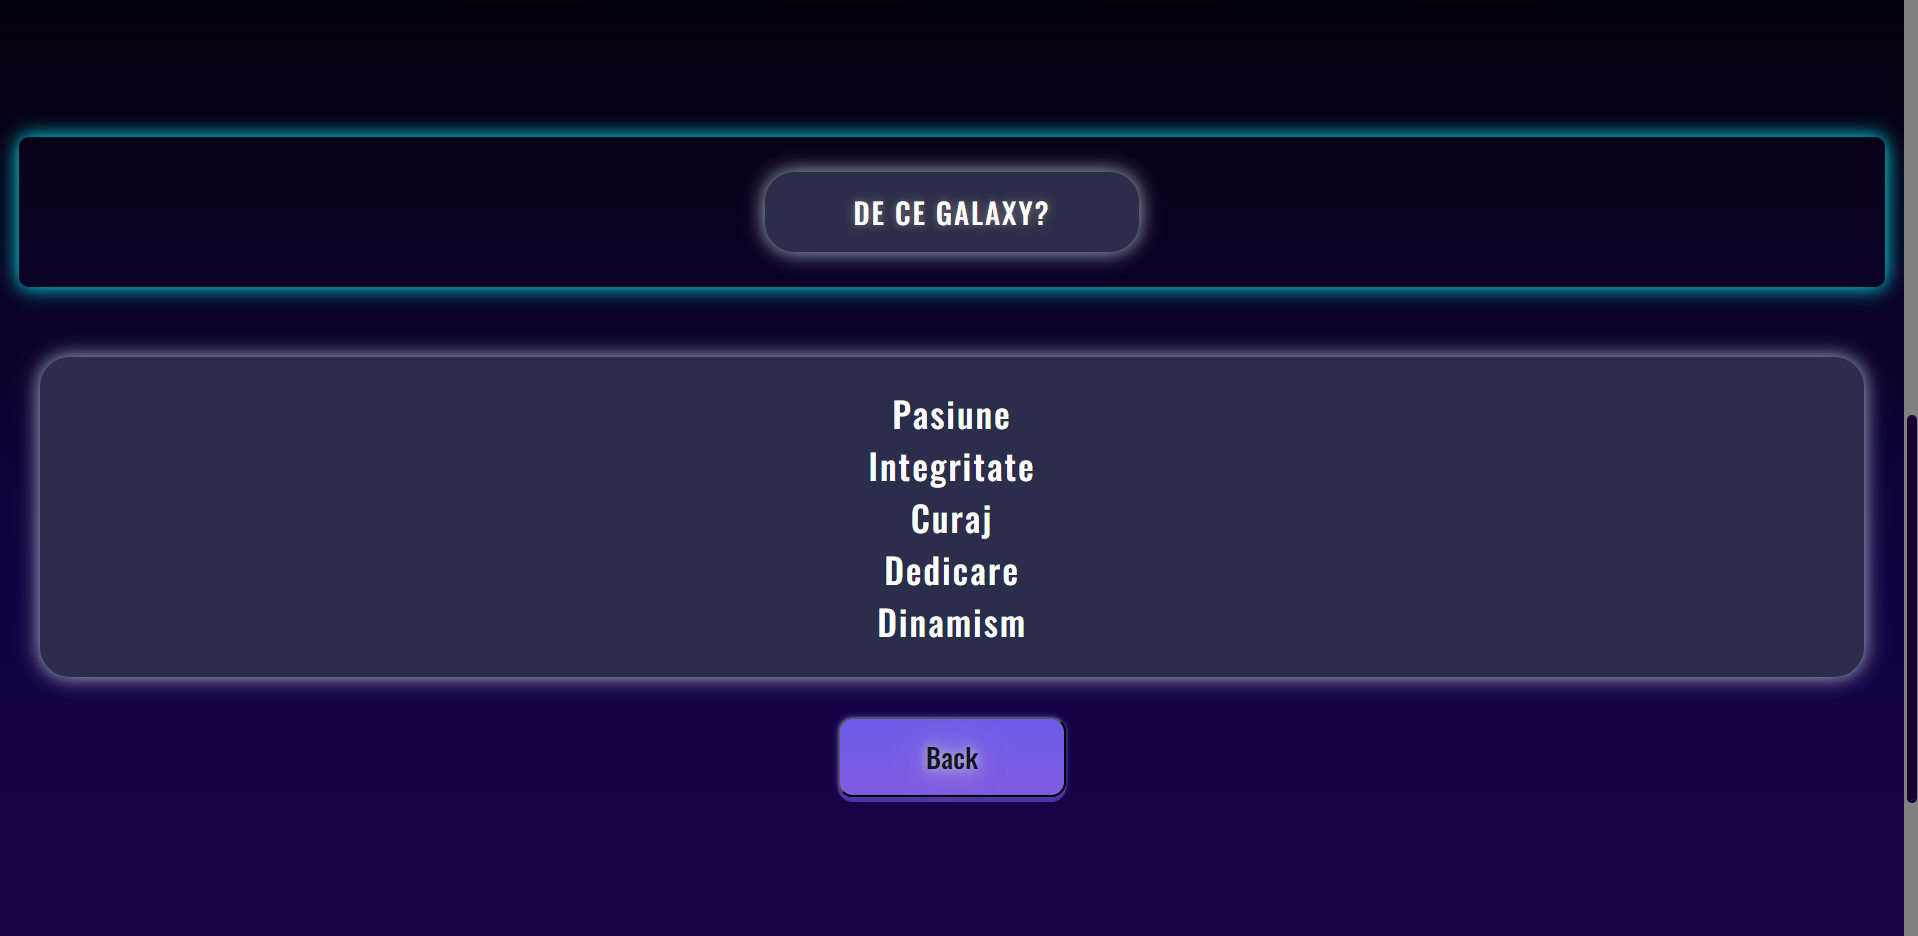 DE CE GALAXY?
Pasiune
Integritate
Curaj
Dedicare
Dinamism
Back